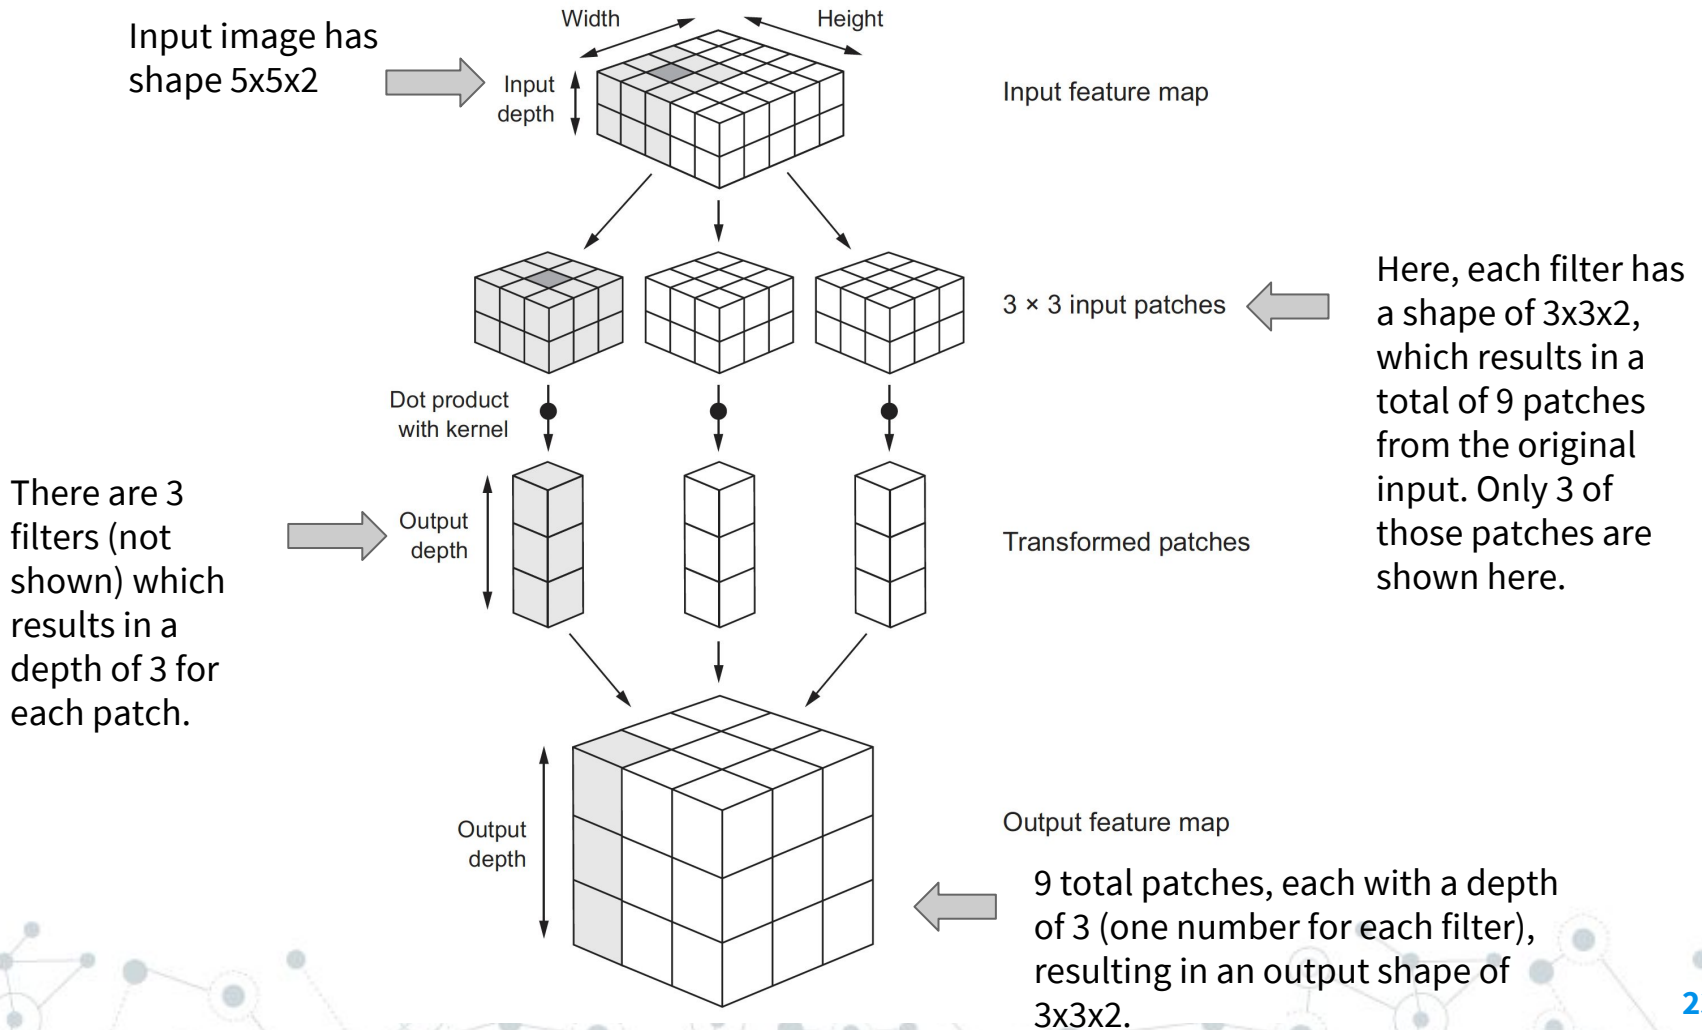 Input image has
shape 5x5x2
Width
Height
Input
depth
Input feature map
3 × 3 input patches
Here, each filter has
a shape of 3x3x2,
which results in a
total of 9 patches
from the original
input. Only 3 of
those patches are
shown here.
Dot product
with kernel
There are 3
filters (not
shown) which
results in a
depth of 3 for
each patch.
Output
depth
Transformed patches
Output
depth
Output feature map
9 total patches, each with a depth
of 3 (one number for each filter),
resulting in an output shape of
3x3x2.
2